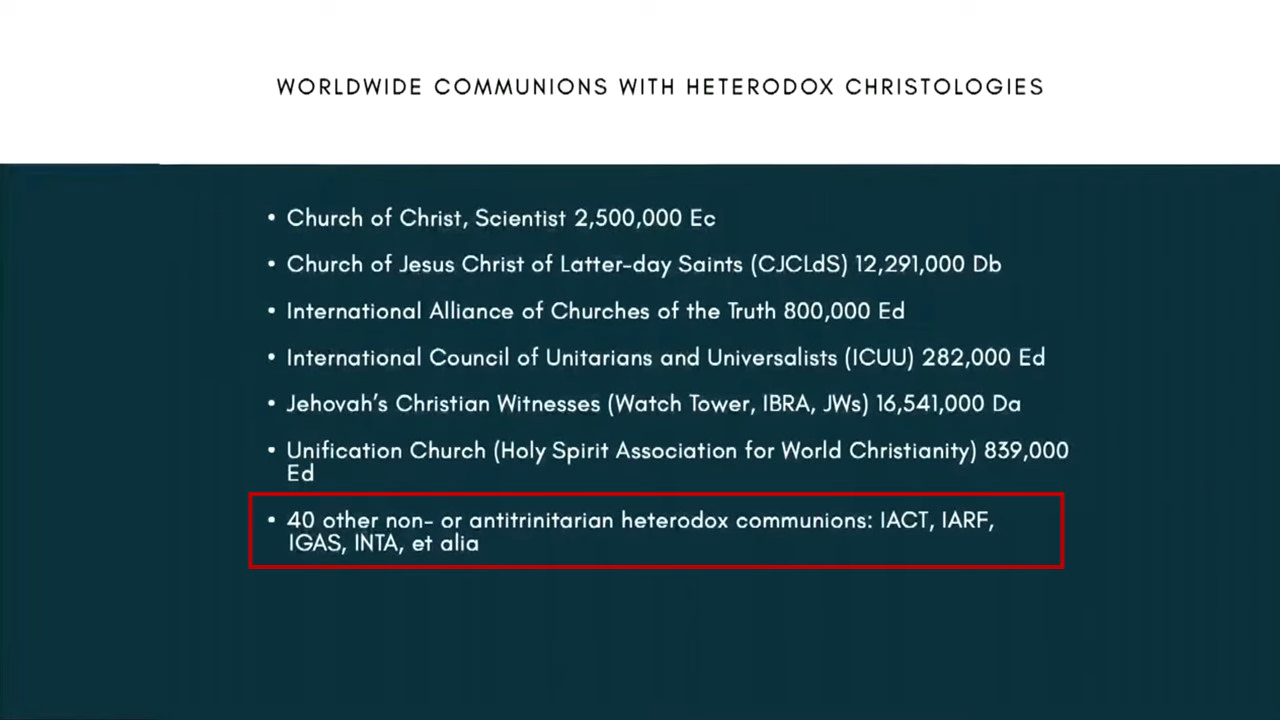 WORLDWIDE COMMUNIONS WITH HETERODOX CHRISTOLOGIES
• Church of Christ, Scientist 2,500,000 Ec
• Church of Jesus Christ of Latter-day Saints (CJCLdS) 12,291,000 Db
• International Alliance of Churches of the Truth 800,000 Ed
• International Council of Unitarians and Universalists (ICUU) 282,000 Ed
• Jehovah's Christian Witnesses (Watch Tower, IBRA, JWs) 16,541,000 Da
• Unification Church (Holy Spirit Association for World Christianity) 839,000
Ed
• 40 other non- or antitrinitarian heterodox communions: IACT, IARF,
IGAS, INTA, et alia